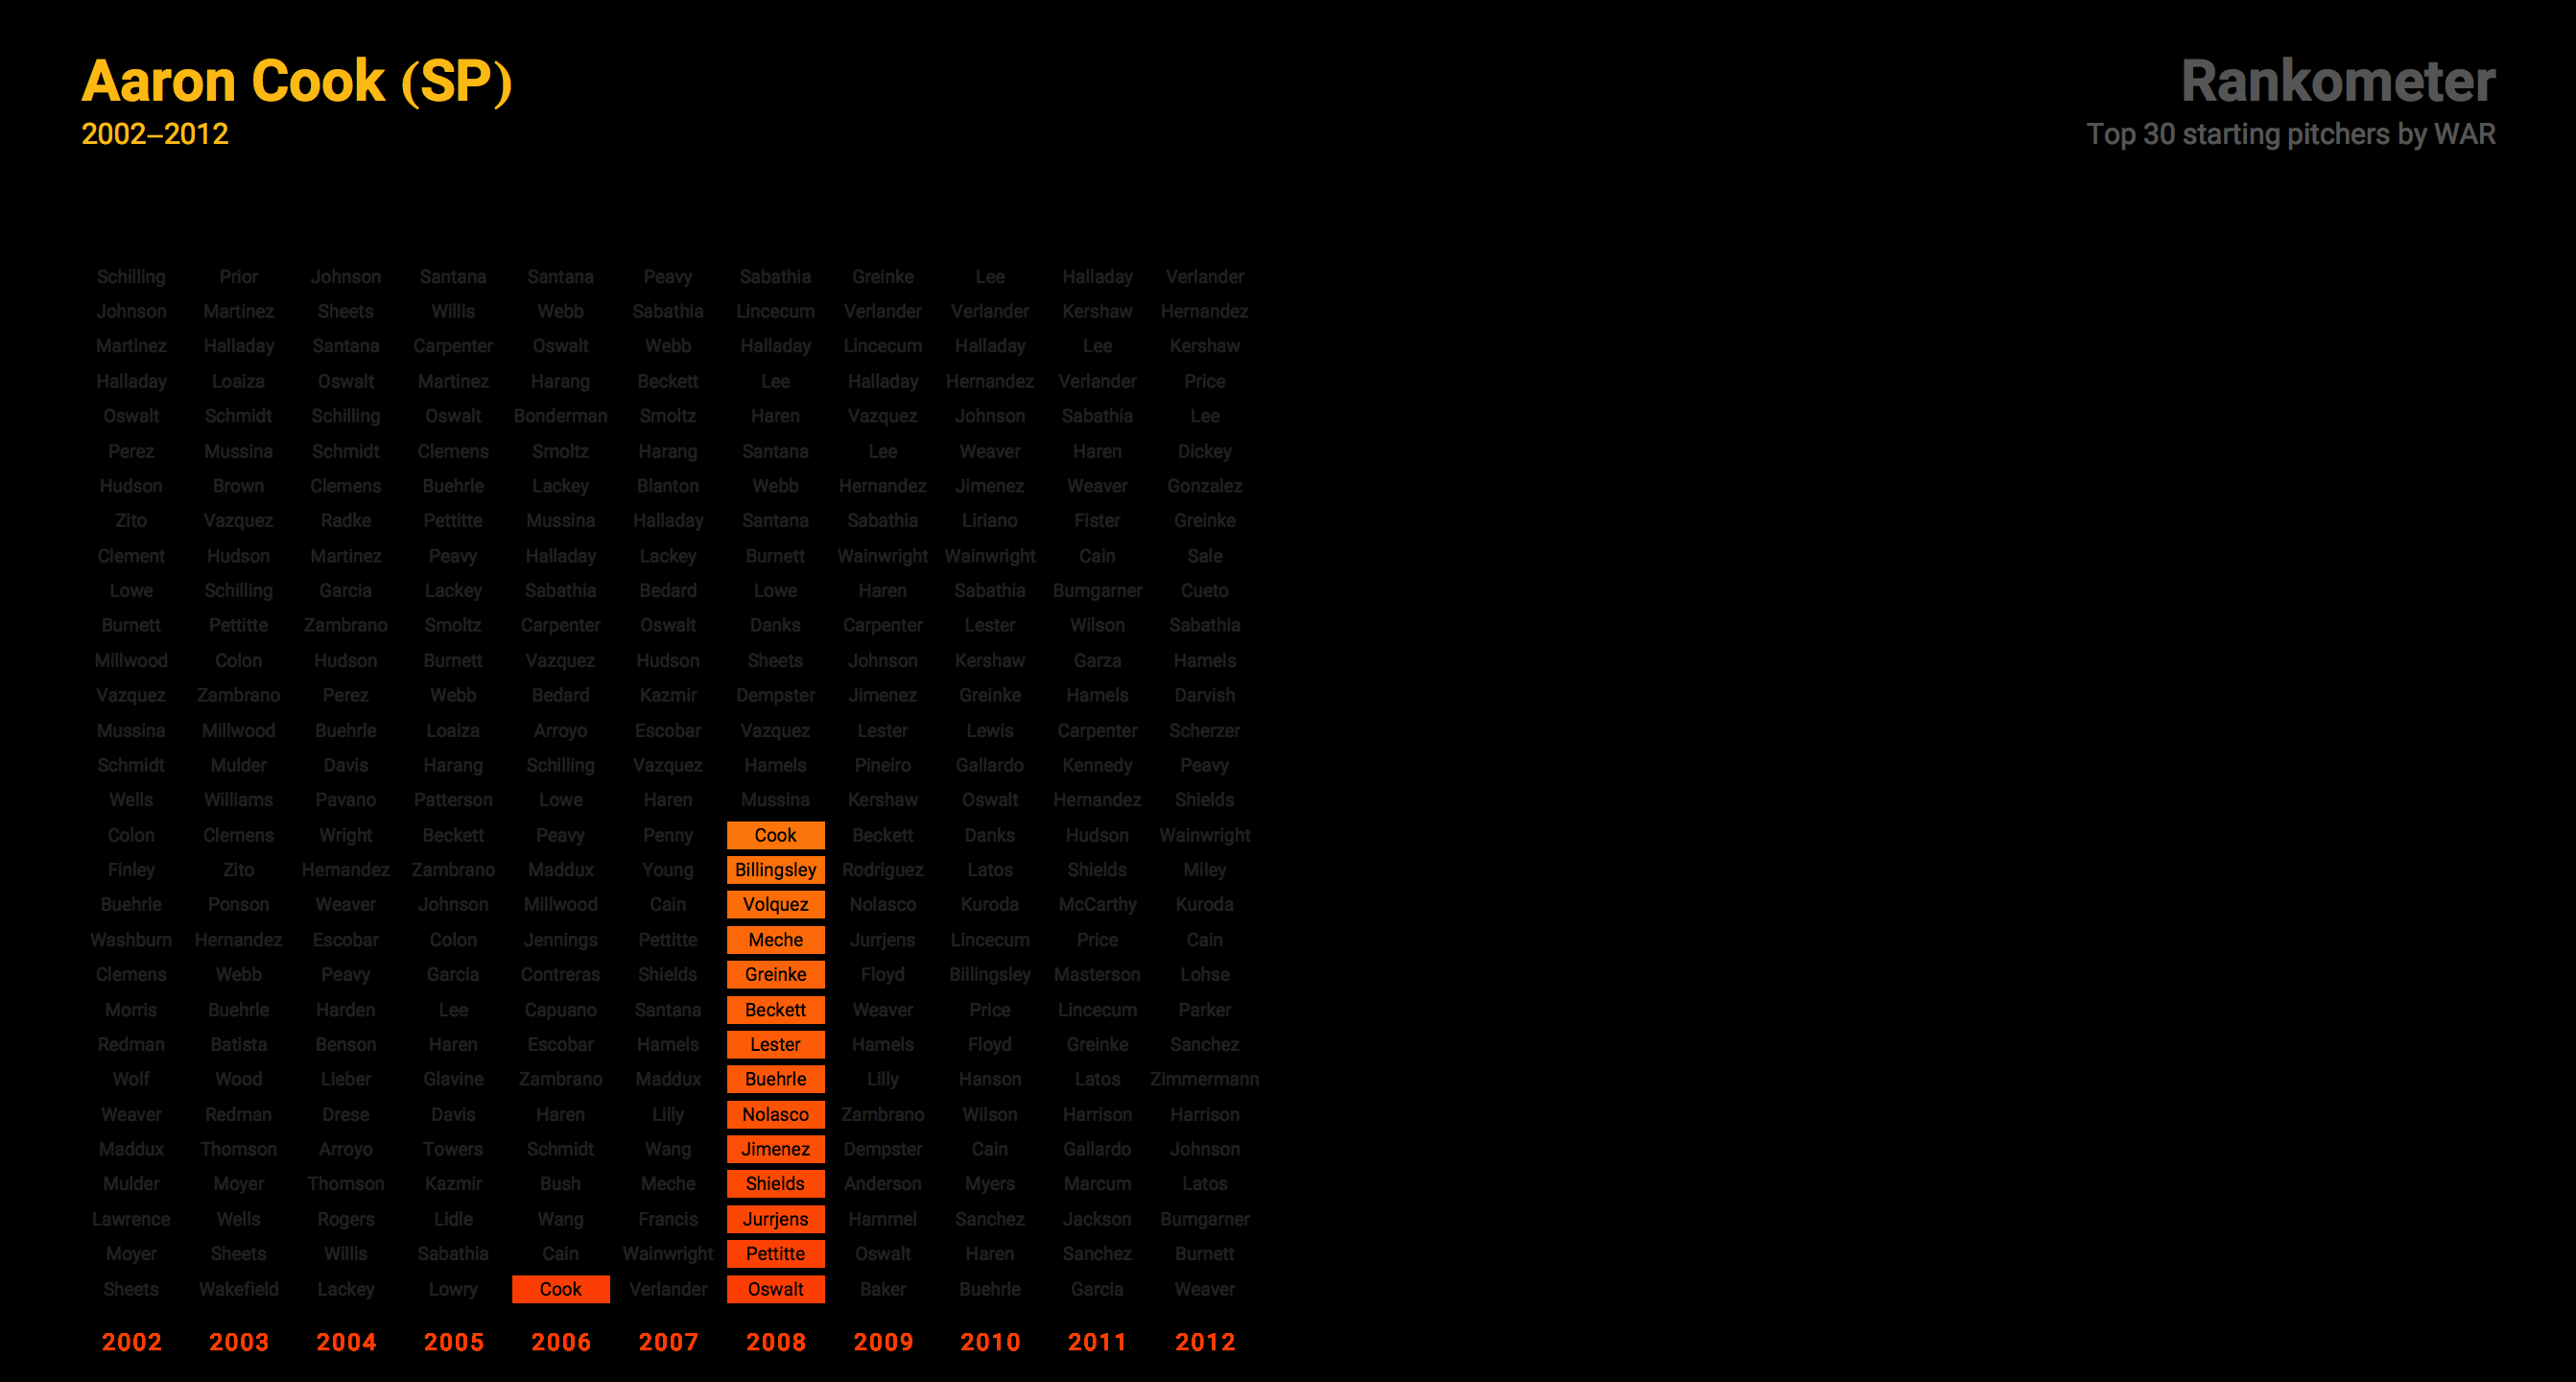 Aaron Cook (SP)
2002–2012
Rankometer
Top 30 starting pitchers by WAR
Schilling Prior Johnson Santana Santana Peavy Sabathia Greinke Lee Halladay Verlander
Johnson Martinez Sheets Willis Webb Sabathia Lincecum Verlander Verlander Kershaw Hernandez
Martinez Halladay Santana Carpenter Oswalt Webb Halladay Lincecum Halladay Lee Kershaw
Halladay Loaiza Oswalt Martinez Harang Beckett Lee Halladay Hernandez Verlander Price
Oswalt Schmidt Schilling Oswalt Bonderman Smoltz Haren Vazquez Johnson Sabathia Lee
Perez Mussina Schmidt Clemens Smoltz Harang Santana Lee Weaver Haren Dickey
Hudson Brown Clemens Buehrle Lackey Blanton Webb Hernandez Jimenez Weaver Gonzalez
Zito Vazquez Radke Pettitte Mussina Halladay Santana Sabathia Liriano Fister Greinke
Clement Hudson Martinez Peavy Halladay Lackey Burnett Wainwright Wainwright Cain Sale
Lowe Schilling Garcia Lackey Sabathia Bedard Lowe Haren Sabathia Bumgarner Cueto
Burnett Pettitte Zambrano Smoltz Carpenter Oswalt Danks Carpenter Lester Wilson Sabathia
Millwood Colon Hudson Burnett Vazquez Hudson Sheets Johnson Kershaw Garza Hamels
Vazquez Zambrano Perez Webb Bedard Kazmir Dempster Jimenez Greinke Hamels Darvish
Mussina Millwood Buehrle Loaiza Arroyo Escobar Vazquez Lester Lewis Carpenter Scherzer
Schmidt Mulder Davis Harang Schilling Vazquez Hamels Pineiro Gallardo Kennedy Peavy
Wells Williams Pavano Patterson Lowe Haren Mussina Kershaw Oswalt Hernandez Shields
Colon Clemens Wright Beckett Peavy Penny Cook Beckett Danks Hudson Wainwright
Finley Zito Hernandez Zambrano Maddux Young Billingsley Rodriguez Latos Shields Miley
Buehrle Ponson Weaver Johnson Millwood Cain Volquez Nolasco Kuroda McCarthy Kuroda
Washburn Hernandez Escobar Colon Jennings Pettitte Meche Jurrjens Lincecum Price Cain
Clemens Webb Peavy Garcia Contreras Shields Greinke Floyd Billingsley Masterson Lohse
Morris Buehrle Harden Lee Capuano Santana Beckett Weaver Price Lincecum Parker
Redman Batista Benson Haren Escobar Hamels Lester Hamels Floyd Greinke Sanchez
Wolf Wood Lieber Glavine Zambrano Maddux Buehrle Lilly Hanson Latos Zimmermann
Weaver Redman Drese Davis Haren Lilly Nolasco Zambrano Wilson Harrison Harrison
Maddux Thomson Arroyo Towers Schmidt Wang Jimenez Dempster Cain Gallardo Johnson
Mulder Moyer Thomson Kazmir Bush Meche Shields Anderson Myers Marcum Latos
Lawrence Wells Rogers Lidle Wang Francis Jurrjens Hammel Sanchez Jackson Bumgarner
Moyer Sheets Willis Sabathia Cain Wainwright Pettitte Oswalt Haren Sanchez Burnett
Sheets Wakefield Lackey Lowry Cook Verlander Oswalt Baker Buehrle Garcia Weaver
2002 2003 2004 2005 2006 2007 2008 2009 2010 2011 2012